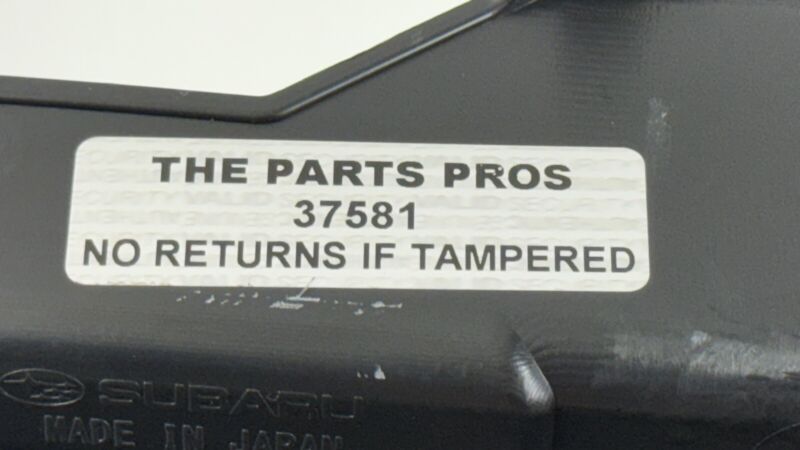 THE PARTS PROS
37581
NO RETURNS IF TAMPERED
SUBARU
MADE IN JAPAN